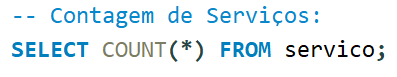 -- Contagem de Serviços:
SELECT COUNT(*) FROM servico;